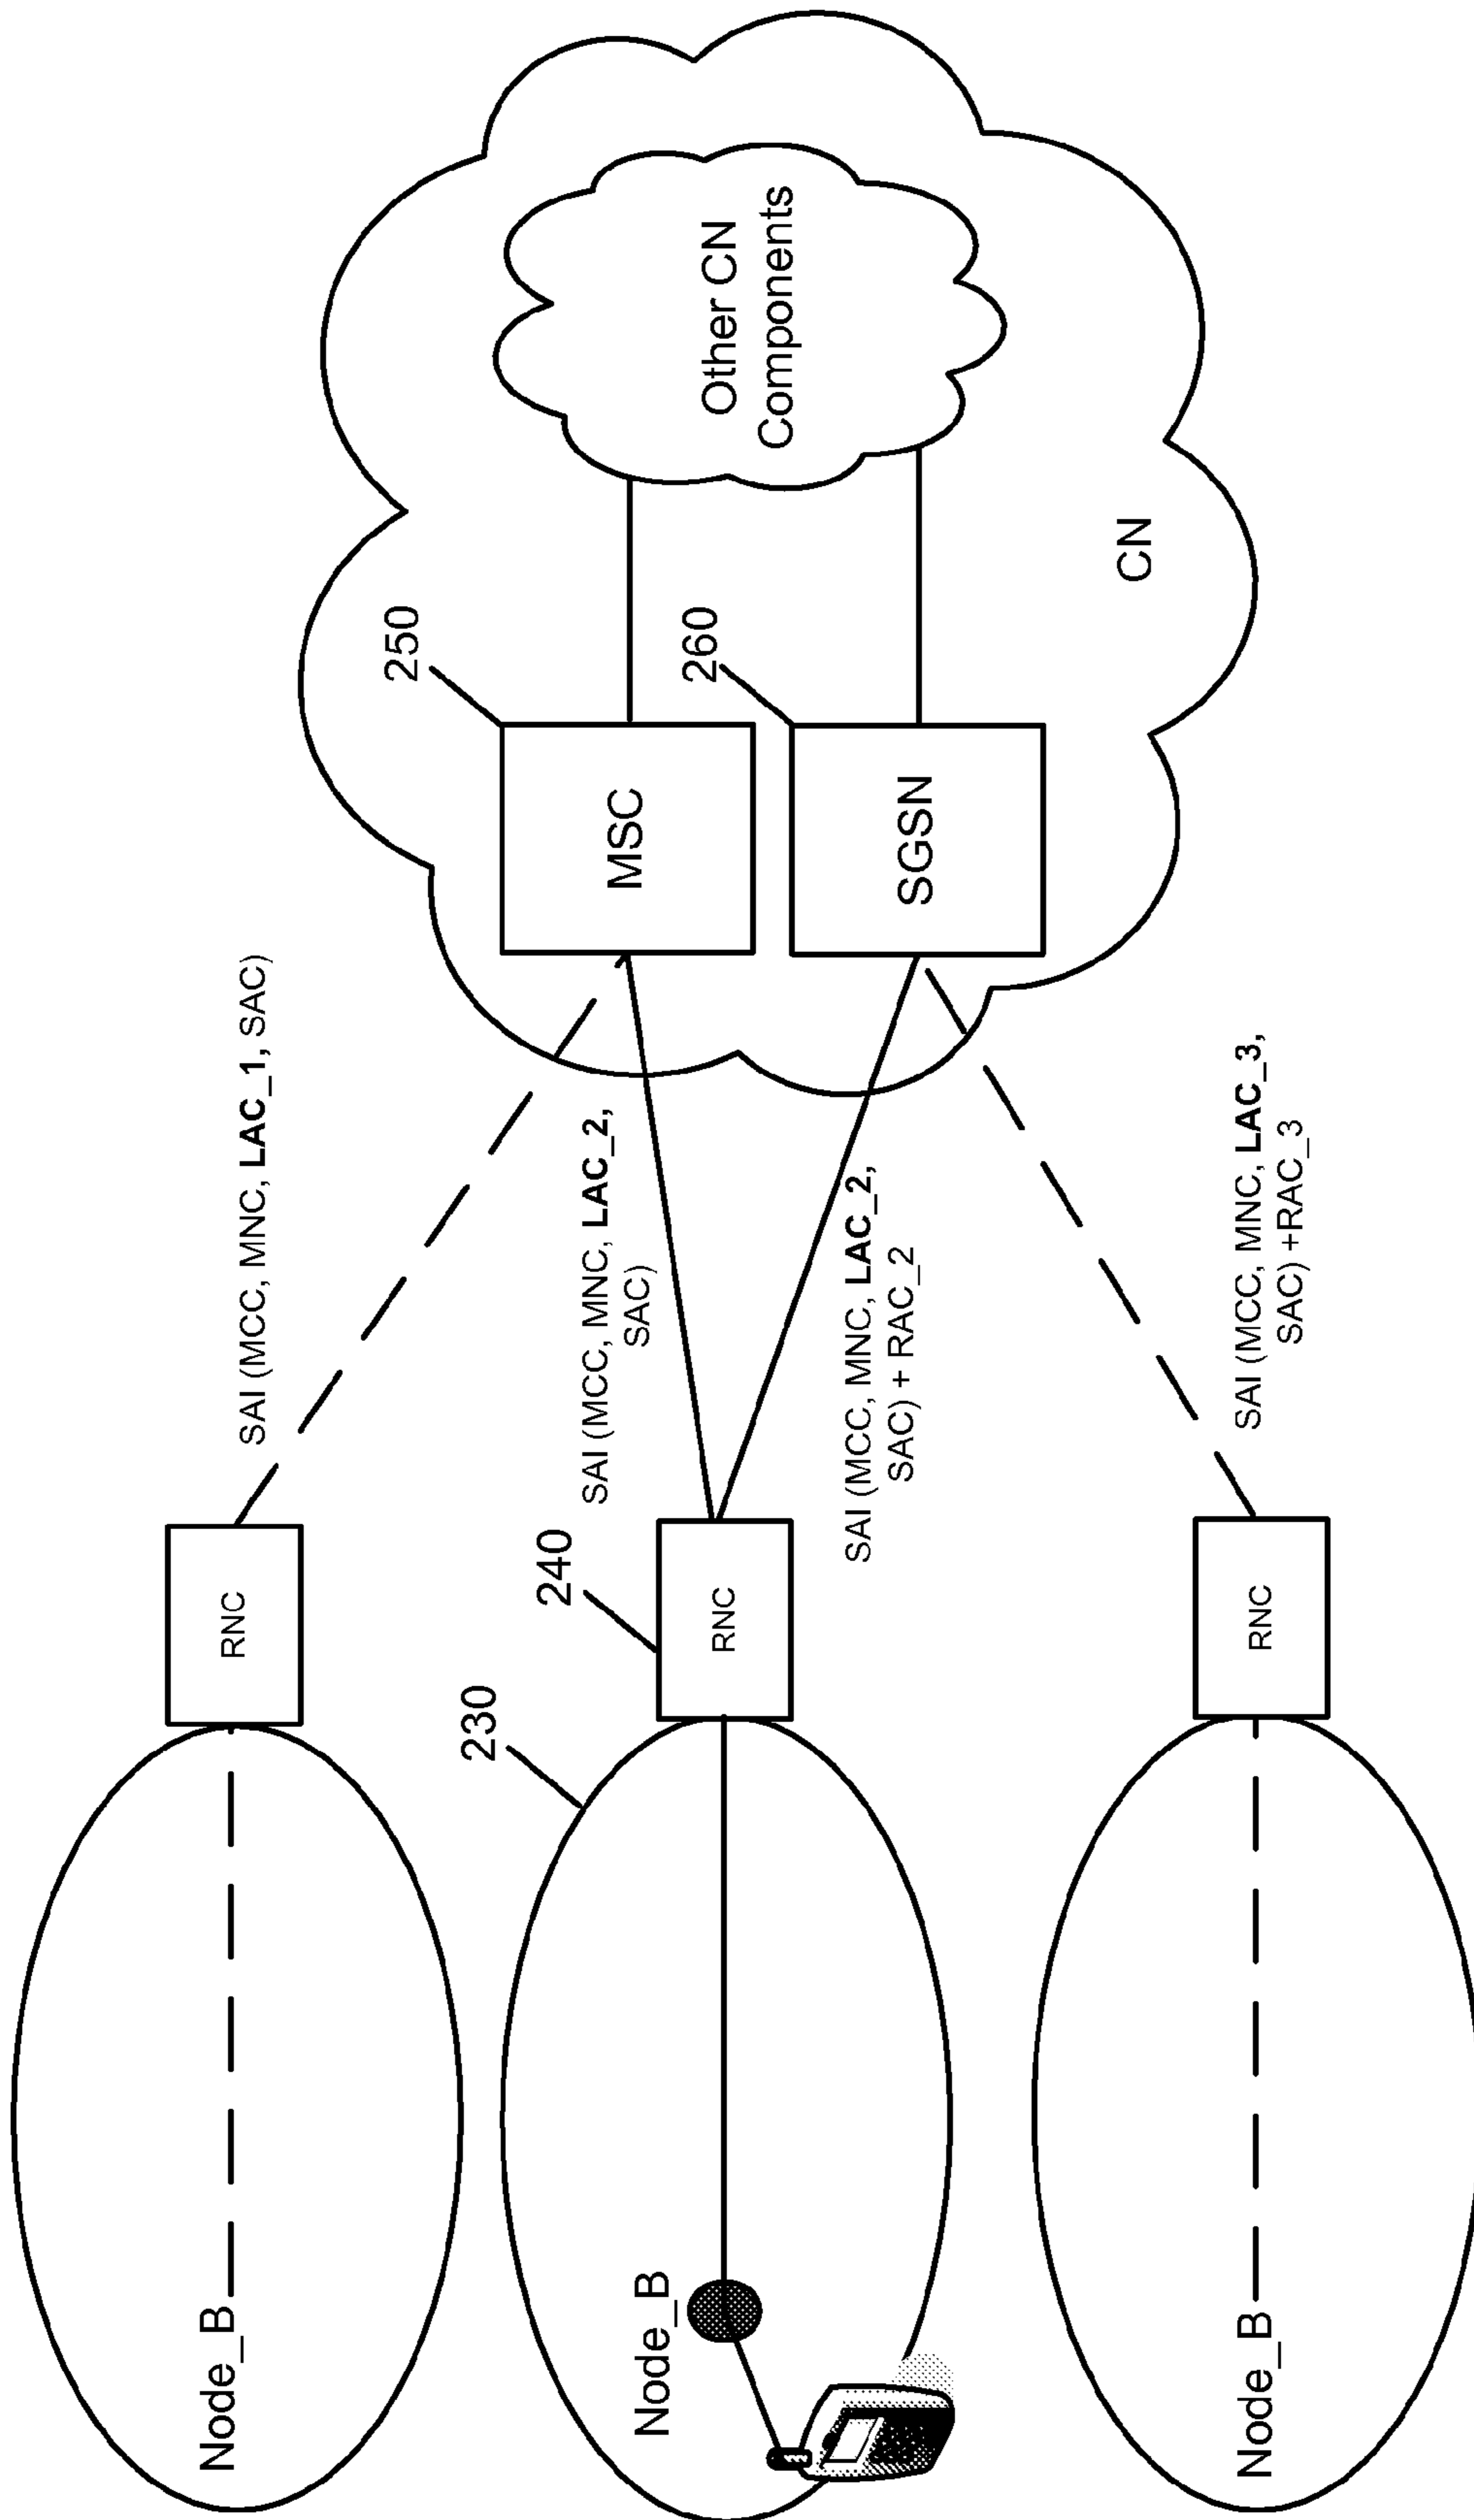 Node_B
RNC
SAI (MCC, MNC, LAC_1, SAC)
230
240
Node_B
RNC
SAI (MCC, MNC, LAC_2,
SAC)
SAI (MCC, MNC, LAC_2,
SAC) + RAC_2
Node_B
RNC
SAI (MCC, MNC, LAC_3,
SAC) +RAC_3
250
MSC
260
SGSN
Other CN
Components
CN